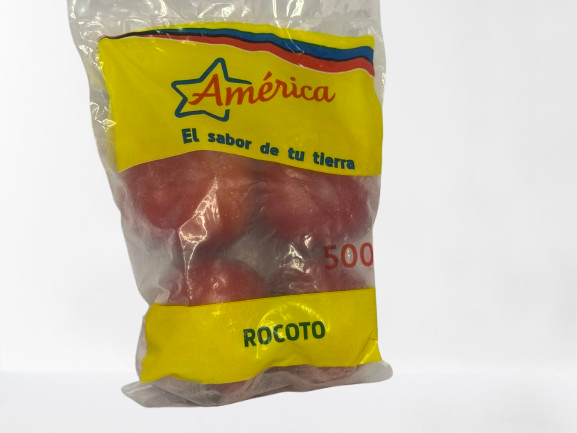 América
El sabor de tu tierra
500
ROCOTO